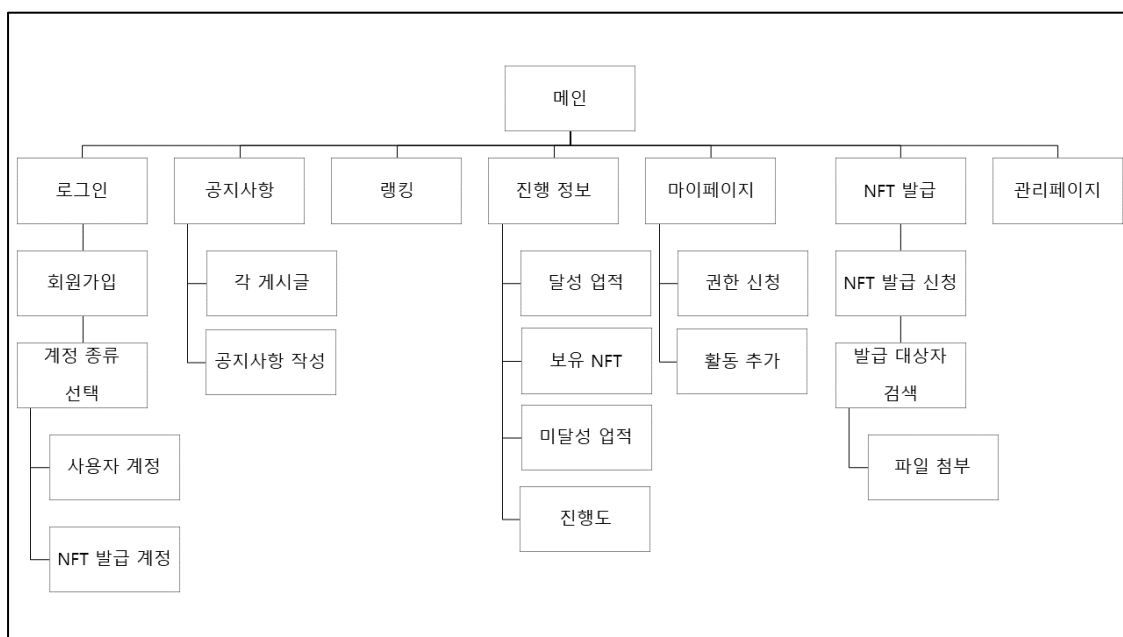 메인
로그인
공지사항
랭킹
진행 정보
마이페이지
NFT 발급
관리페이지
회원가입
각 게시글
달성 업적
권한 신청
NFT 발급 신청
계정 종류
선택
공지사항 작성
보유 NFT
활동 추가
발급 대상자
검색
사용자 계정
미달성 업적
파일 첨부
NFT 발급 계정
진행도